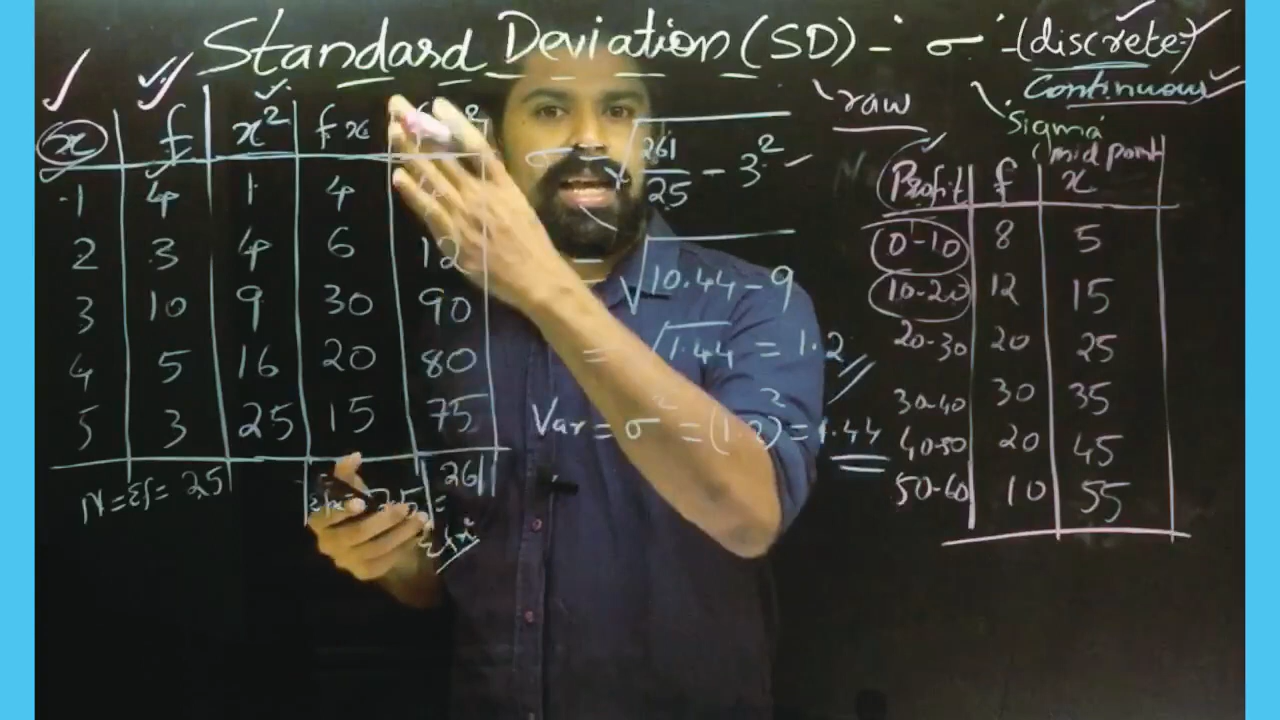 Standard Deviation (SD) - σ - (discrete)
Continuous
raw
Sigma
x f x² f x
1 4 1 4
2 3 4 6 12
3 10 9 30 90
4 5 16 20 80
5 3 25 15 75
N = Σf = 25
261
Σfx²
σ = √261/25 - 3²
= √10.44 - 9
= √1.44 = 1.2
Var = σ² = (1.2)² = 1.44
(mid point)
Profit f x
0-10 8 5
10-20 12 15
20-30 20 25
30-40 30 35
40-50 20 45
50-60 10 55